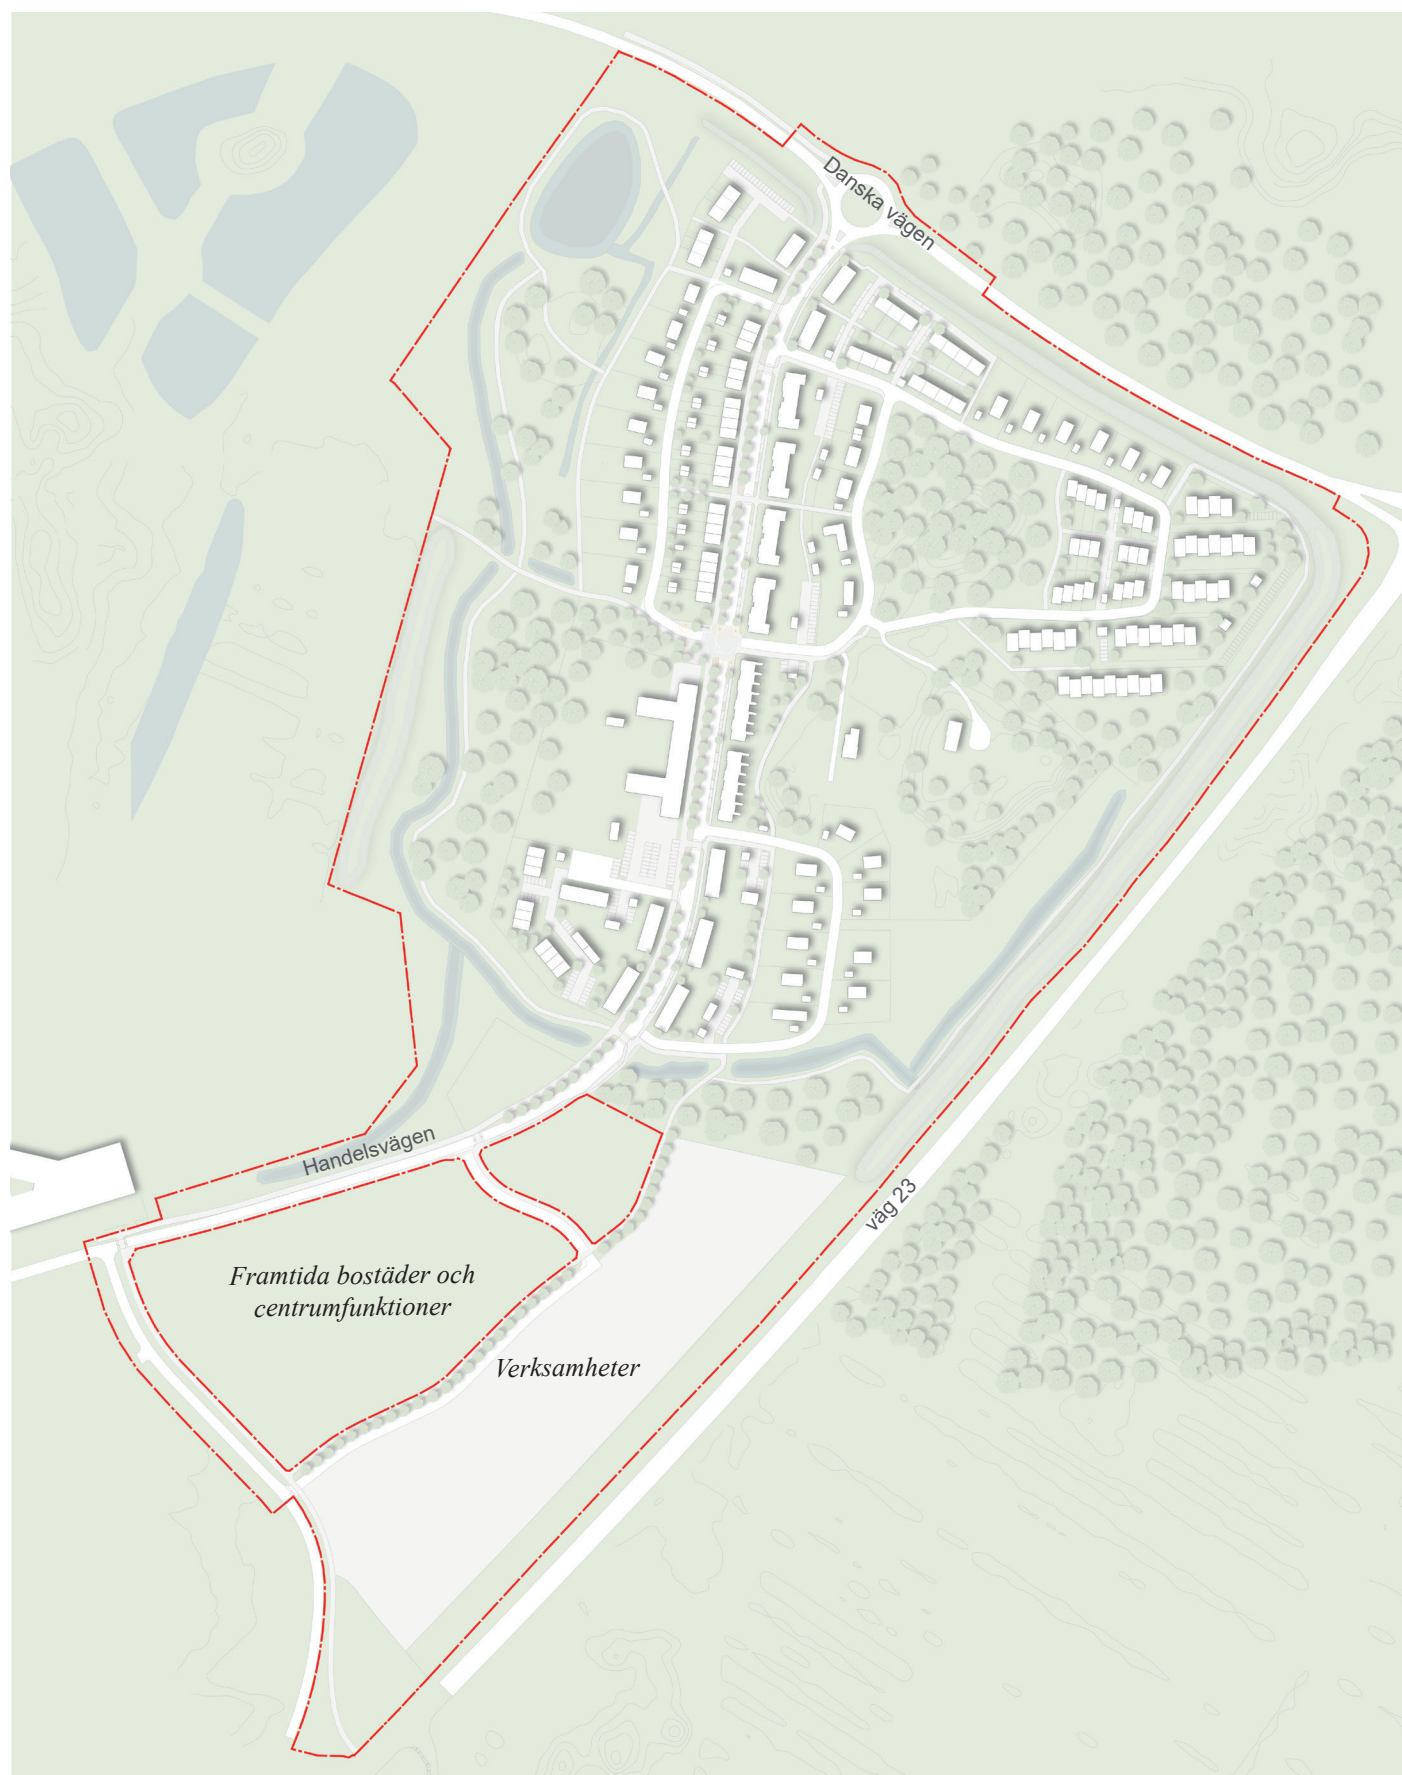 Danska vägen
Handelsvägen
väg 23
Framtida bostäder och
centrumfunktioner
Verksamheter